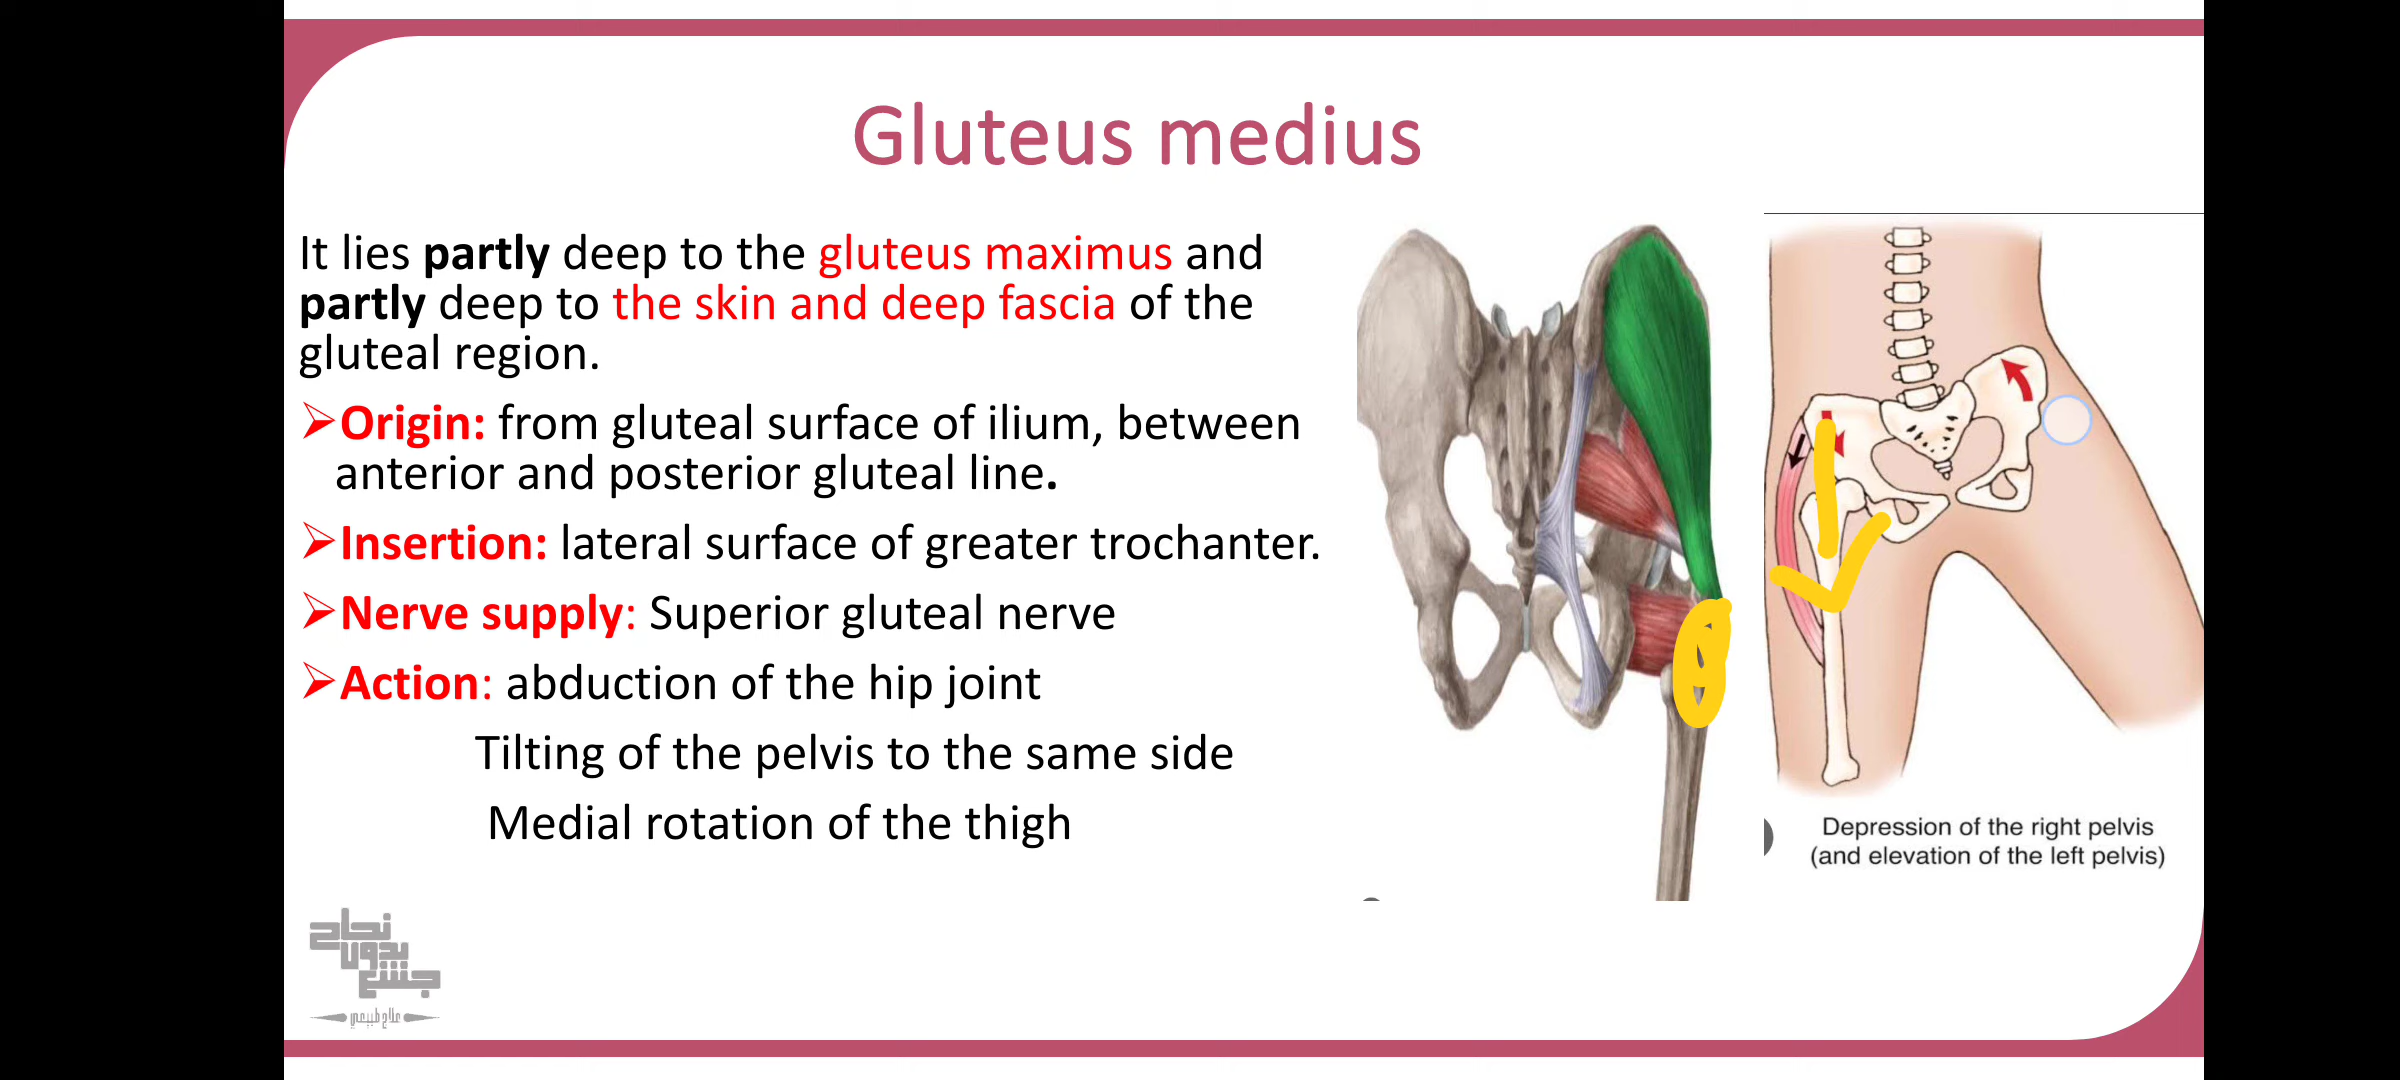 Gluteus medius
It lies partly deep to the gluteus maximus and
partly deep to the skin and deep fascia of the
gluteal region.
Origin: from gluteal surface of ilium, between
anterior and posterior gluteal line.
Insertion: lateral surface of greater trochanter.
Nerve supply: Superior gluteal nerve
Action: abduction of the hip joint
Tilting of the pelvis to the same side
Medial rotation of the thigh
Depression of the right pelvis
(and elevation of the left pelvis)
نجاح
بدون
جشع
علاج طبيعي